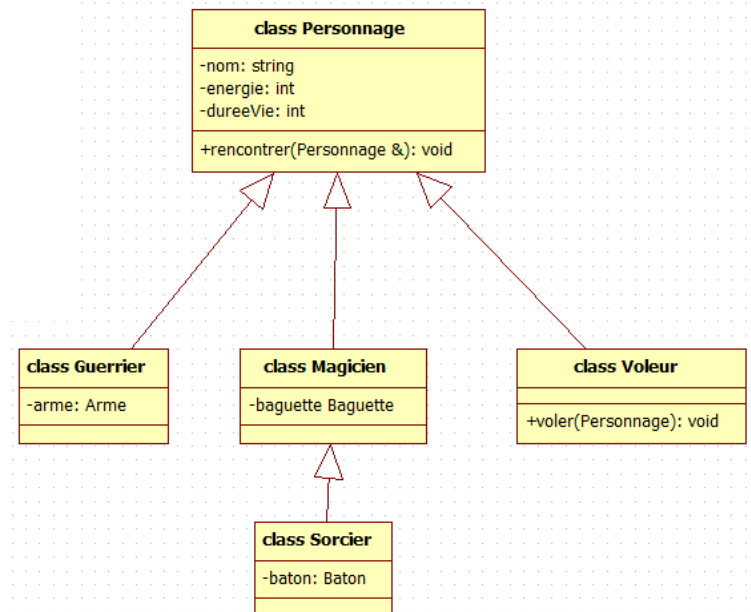 class Personnage
-nom: string
-energie: int
-dureeVie: int
+rencontrer(Personnage &): void
class Guerrier
-arme: Arme
class Magicien
-baguette Baguette
class Voleur
+voler(Personnage): void
class Sorcier
-baton: Baton